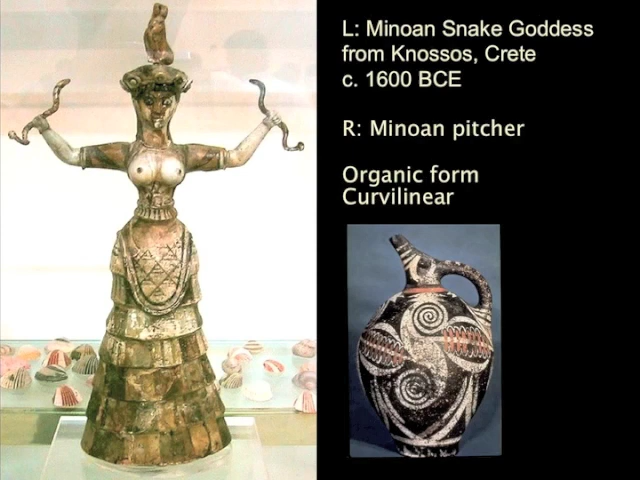 L: Minoan Snake Goddess
from Knossos, Crete
c. 1600 BCE
R: Minoan pitcher
Organic form
Curvilinear